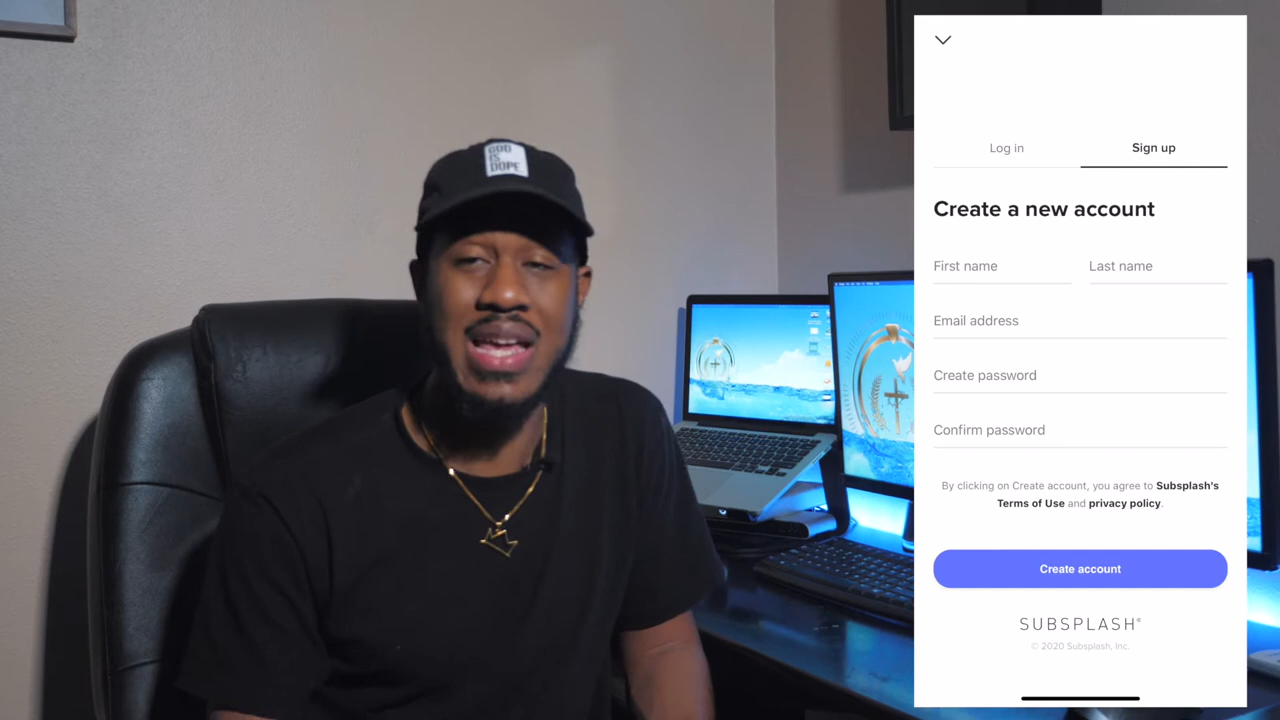 GOD
IS
DOPE
Log in
Sign up
Create a new account
First name
Last name
Email address
Create password
Confirm password
By clicking on Create account, you agree to Subsplash's
Terms of Use and privacy policy.
Create account
SUBSPLASH®
© 2020 Subsplash, Inc.